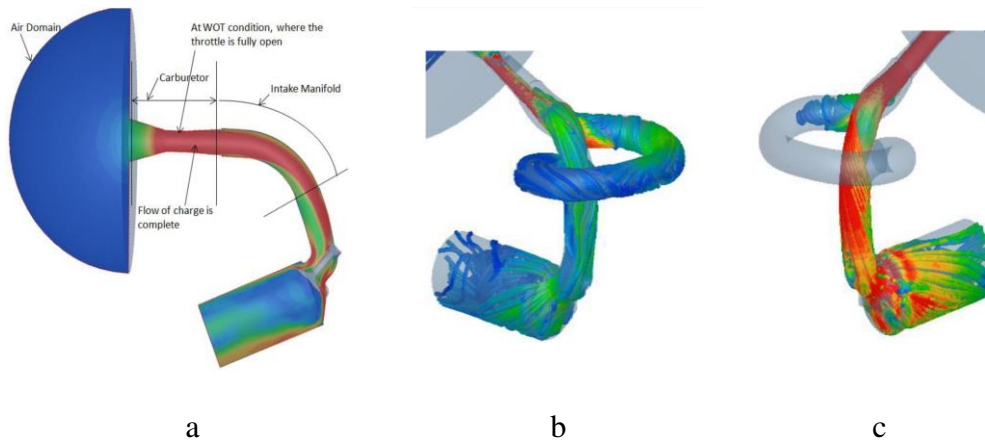 Air Domain
At WOT condition, where the
throttle is fully open
Carburetor
Intake Manifold
Flow of charge is
complete
a
b
c